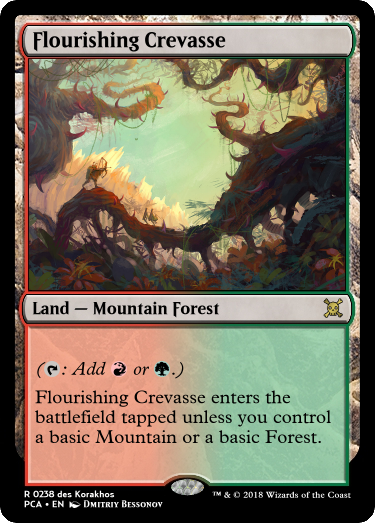 Flourishing Crevasse
Land — Mountain Forest
(: Add or .)
Flourishing Crevasse enters the
battlefield tapped unless you control
a basic Mountain or a basic Forest.
R 0238 des Korakhos
PCA • EN Dmitriy Bessonov
™ & © 2018 Wizards of the Coast